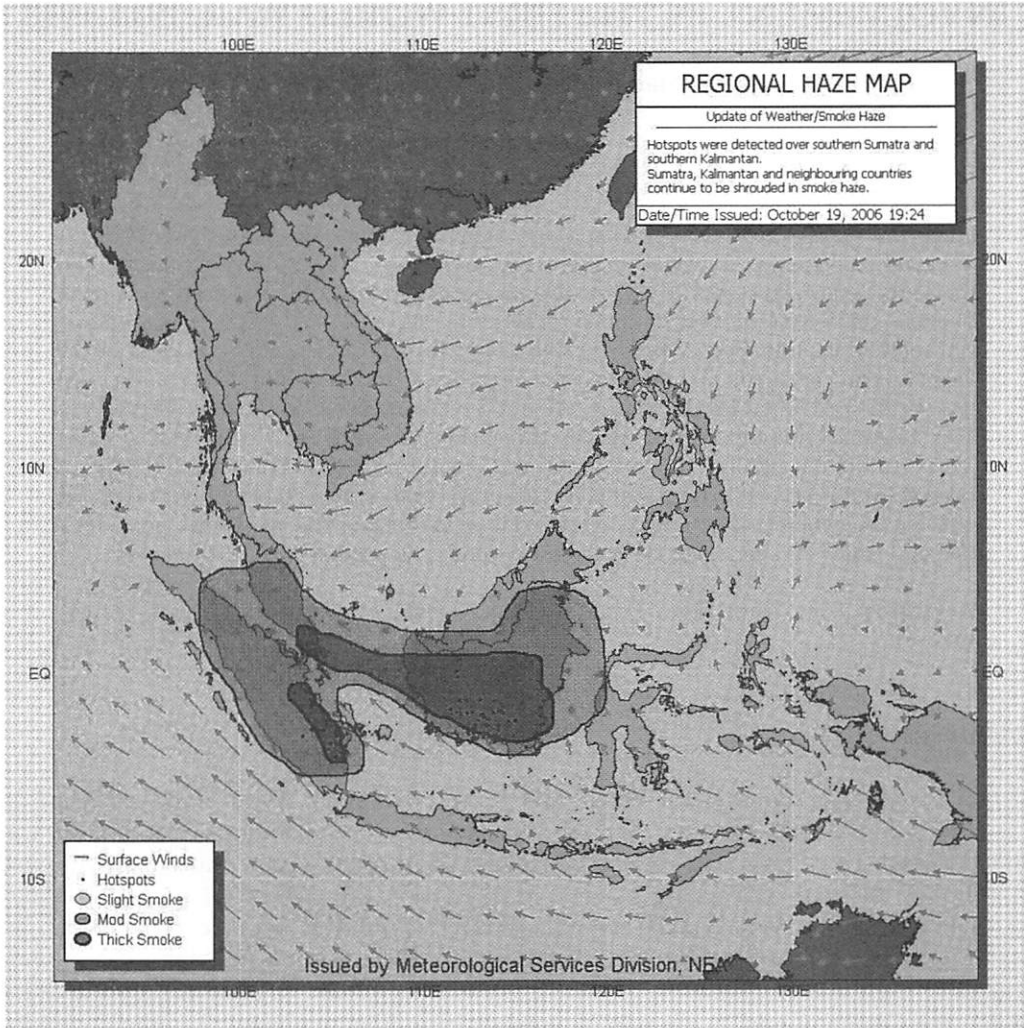 100E 110E 120E 130E
REGIONAL HAZE MAP
Update of Weather/Smoke Haze
Hotspots were detected over southern Sumatra and
southern Kalmantan.
Sumatra, Kalmantan and neighbouring countries
continue to be shrouded in smoke haze.
Date/Time Issued: October 19, 2006 19:24
20N 20N
10N 10N
EQ EQ
Surface Winds
Hotspots
Slight Smoke
Mod Smoke
Thick Smoke
10S 10S
Issued by Meteorological Services Division, NEA
100E 110E 120E 130E